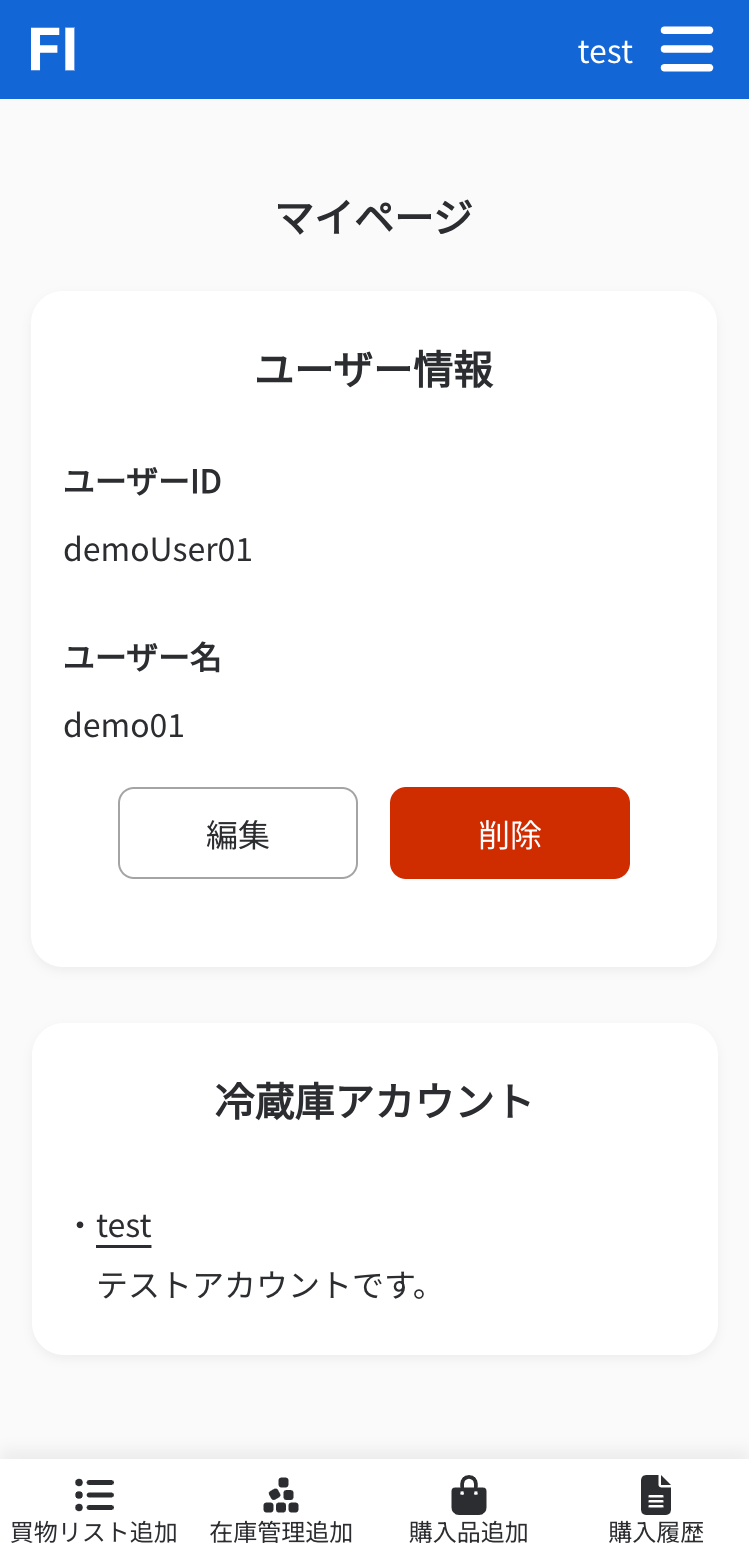 FI
test
マイページ
ユーザー情報
ユーザーID
demoUser01
ユーザー名
demo01
編集 削除
冷蔵庫アカウント
・test
テストアカウントです。
買物リスト追加 在庫管理追加 購入品追加 購入履歴